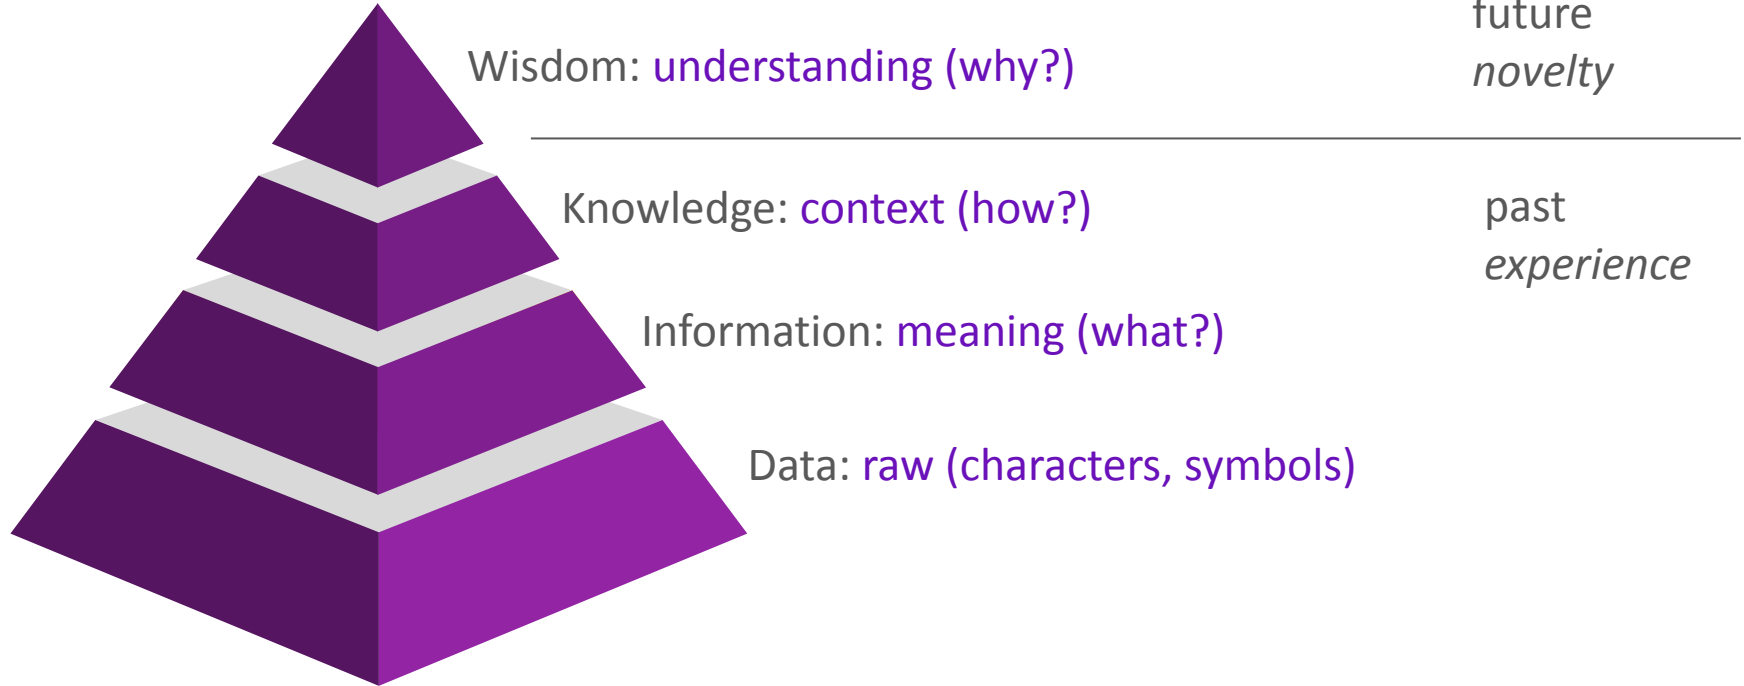 future
Wisdom: understanding (why?)
novelty
Knowledge: context (how?)
past
experience
Information: meaning (what?)
Data: raw (characters, symbols)